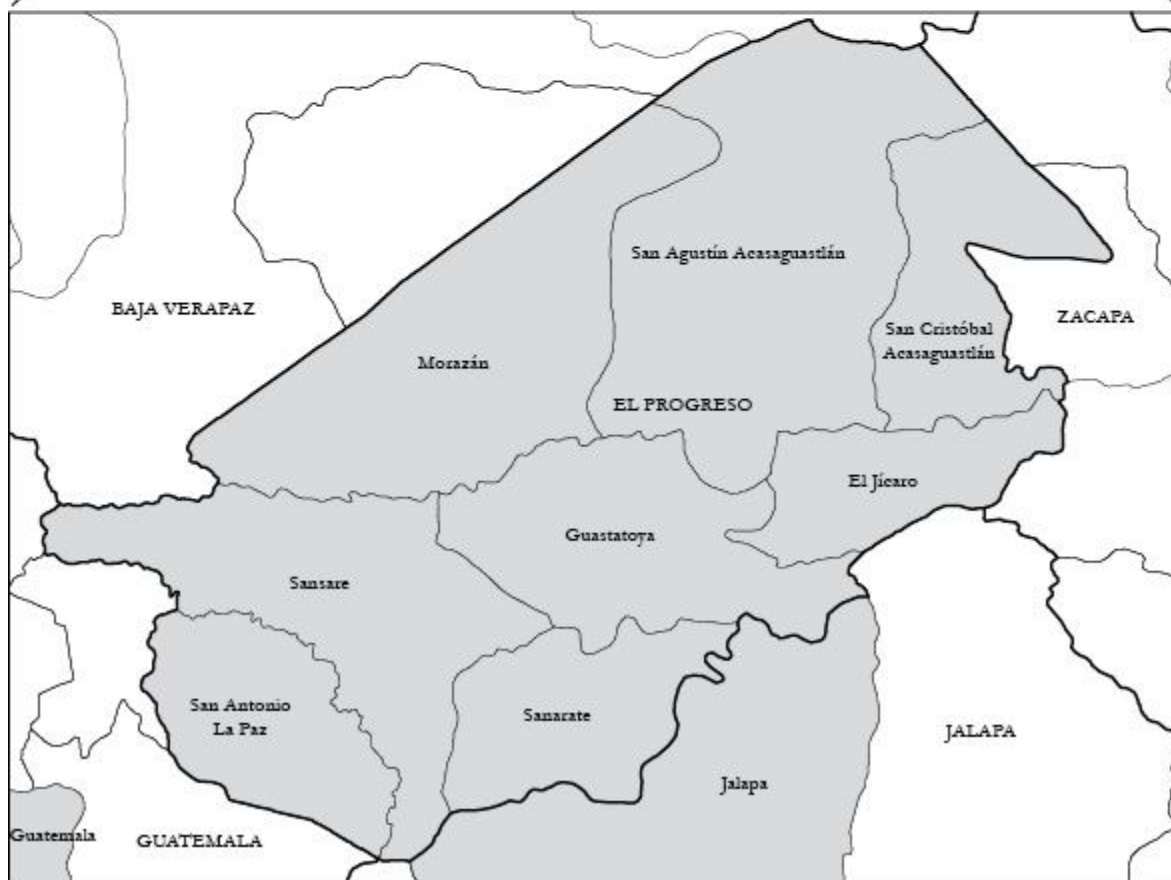 San Agustín Acasaguastlán
BAJA VERAPAZ
ZACAPA
San Cristóbal
Acasaguastlán
Morazán
EL PROGRESO
El Jícaro
Guastatoya
Sansare
San Antonio
La Paz
Sanarate
JALAPA
Jalapa
Guatemala
GUATEMALA